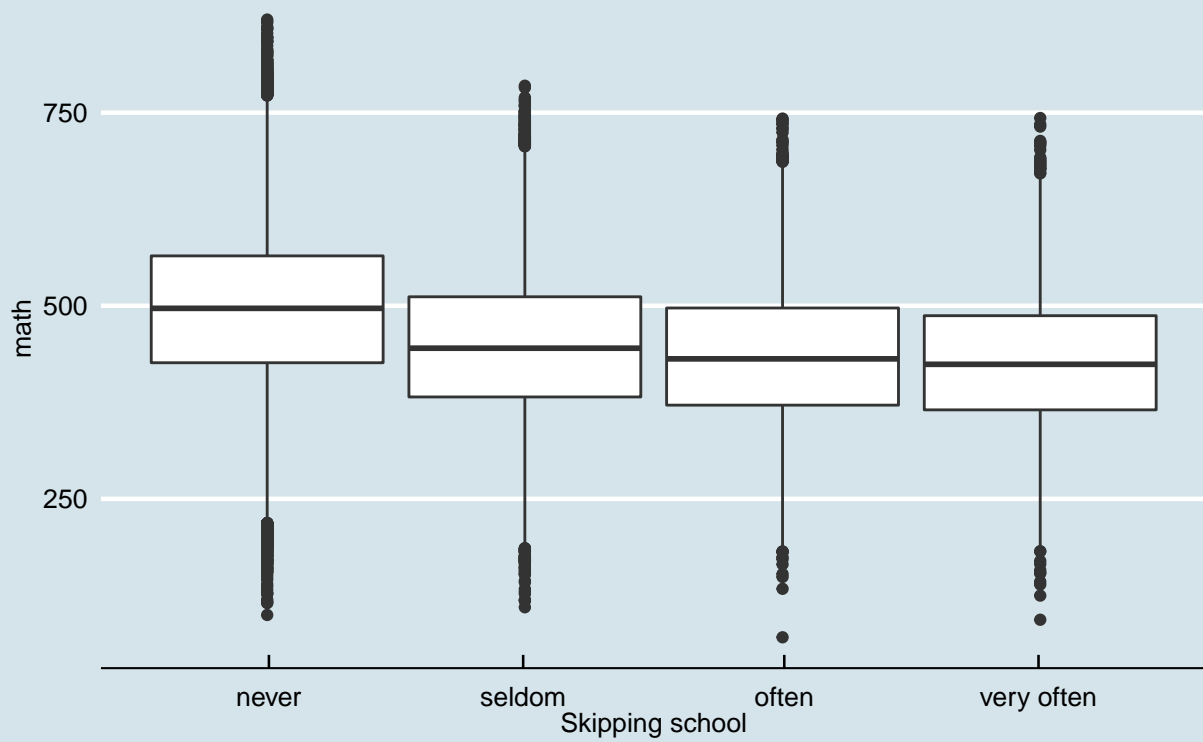 750
500
250
math
never
seldom
often
very often
Skipping school